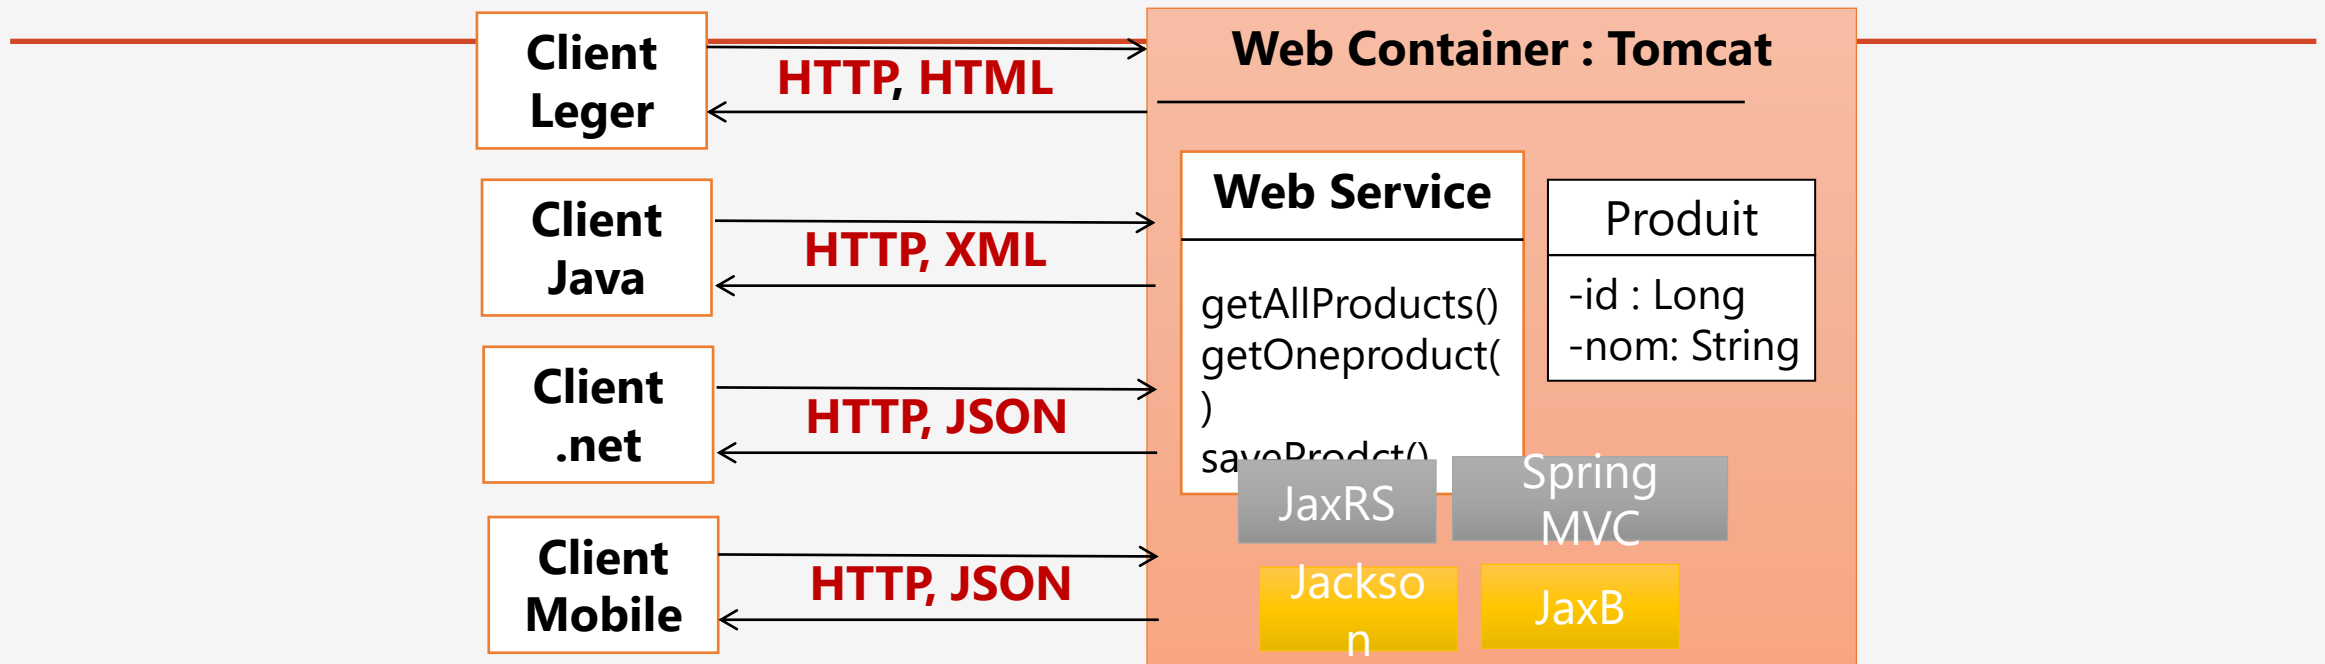 Client
Leger
HTTP, HTML
Web Container : Tomcat
Client
Java
HTTP, XML
Web Service
getAllProducts()
getOneproduct(
)
saveProdct()
Produit
-id : Long
-nom: String
Client
.net
HTTP, JSON
JaxRS
Spring
MVC
Client
Mobile
HTTP, JSON
Jackso
n
JaxB